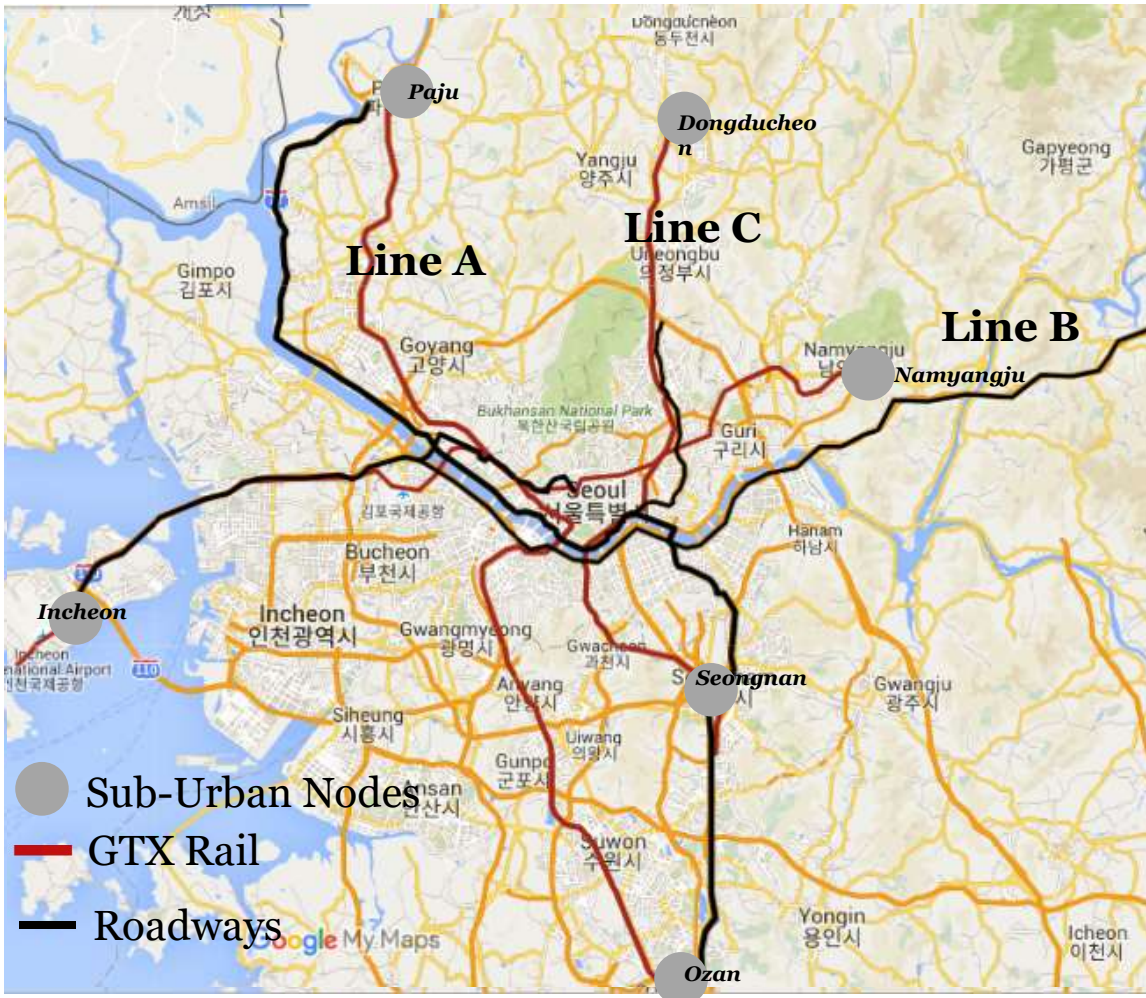 Dongducheon
동두천시
Paju
Dongducheo
n
Yangju
양주시
Gapyeong
가평군
Amsil
Line C
Line A
의정부시
Gimpo
김포시
Line B
Goyang
고양시
Namyangju
Namyangju
Bukhansan National Park
북한산국립공원
Guri
구리시
Seoul
서울특별
김포국제공항
Hanam
하남시
Bucheon
부천시
Incheon
Incheon
인천광역시
Gwangmyeong
광명시
Gwacheon
과천시
Incheon
national Airport
인천국제공항
110
Seongnan
시
Anyang
안양시
Gwangju
광주시
Siheung
시흥시
Uiwang
의왕시
Gunpo
군포시
Sub-Urban Nodes
Ansan
안산시
GTX Rail
Suwon
수원시
Roadways
Google My Maps
Yongin
용인시
Icheon
이천시
Ozan